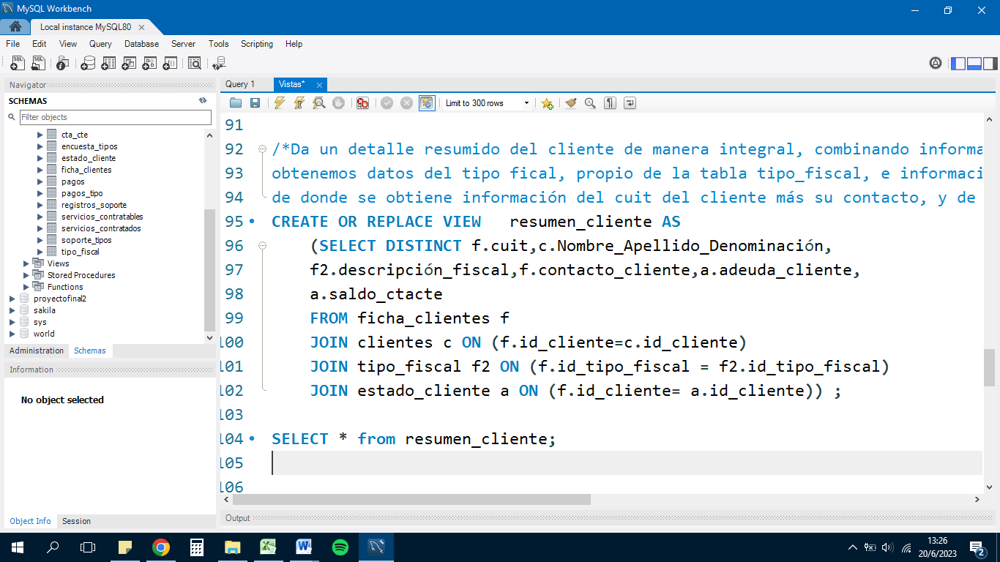 MySQL Workbench
Local instance MySQL80
File Edit View Query Database Server Tools Scripting Help
Navigator
SCHEMAS
Filter objects
cta_cte
encuesta_tipos
estado_cliente
ficha_clientes
pagos
pagos_tipo
registros_soporte
servicios_contratables
servicios_contratados
soporte_tipos
tipo_fiscal
Views
Stored Procedures
Functions
proyectofinal2
sakila
sys
world
Administration Schemas
Information
No object selected
Object Info Session
Query 1 Vistas*
Limit to 300 rows
91
92 /*Da un detalle resumido del cliente de manera integral, combinando informa
93 obtenemos datos del tipo fical, propio de la tabla tipo_fiscal, e informaci
94 de donde se obtiene información del cuit del cliente más su contacto, y de
95 CREATE OR REPLACE VIEW resumen_cliente AS
96 (SELECT DISTINCT f.cuit,c.Nombre_Apellido_Denominación,
97 f2.descripción_fiscal,f.contacto_cliente,a.adeuda_cliente,
98 a.saldo_ctacte
99 FROM ficha_clientes f
100 JOIN clientes c ON (f.id_cliente=c.id_cliente)
101 JOIN tipo_fiscal f2 ON (f.id_tipo_fiscal = f2.id_tipo_fiscal)
102 JOIN estado_cliente a ON (f.id_cliente= a.id_cliente)) ;
103
104 SELECT * from resumen_cliente;
105
106
Output
13:26
20/6/2023
2